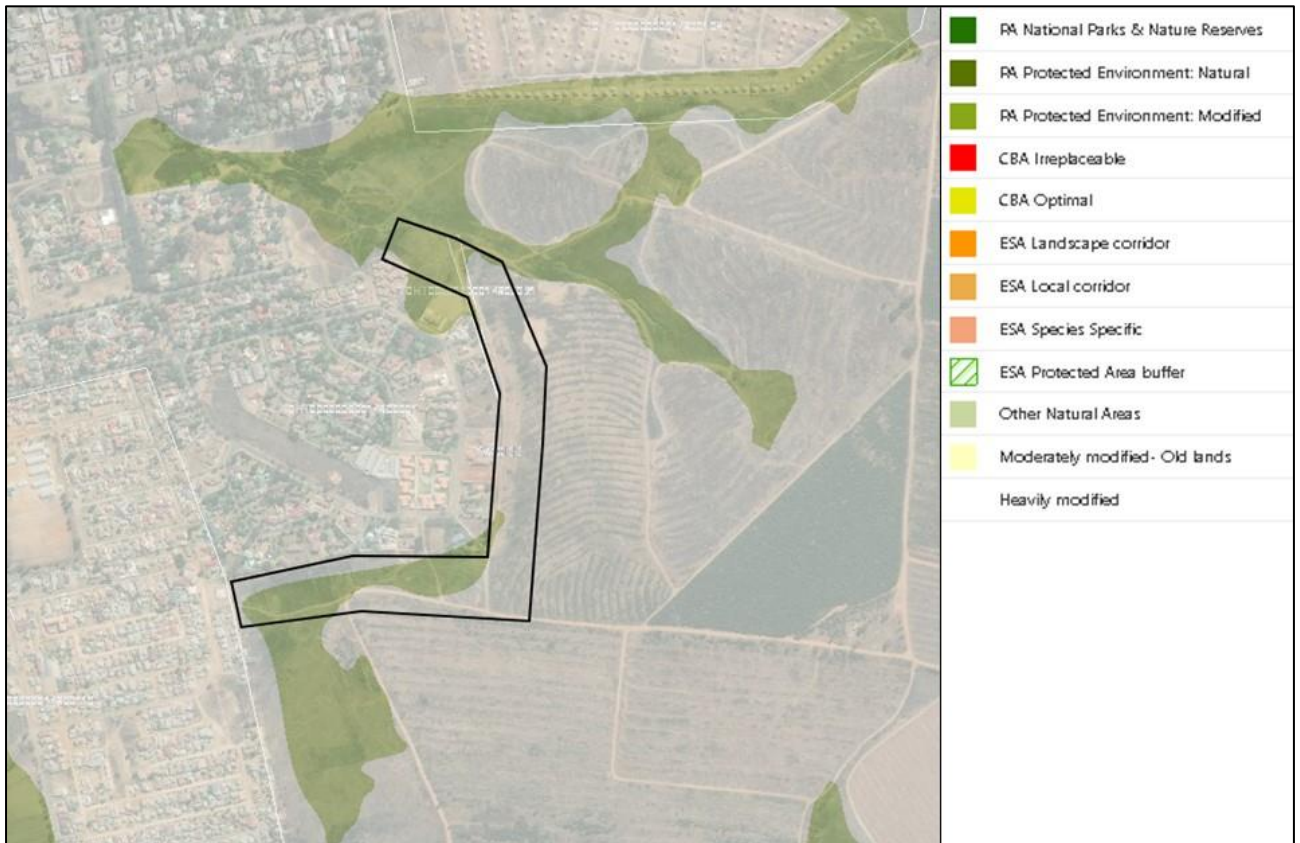 PA National Parks & Nature Reserves
PA Protected Environment: Natural
PA Protected Environment: Modified
CBA Irreplaceable
CBA Optimal
ESA Landscape corridor
ESA Local corridor
ESA Species Specific
ESA Protected Area buffer
Other Natural Areas
Moderately modified- Old lands
Heavily modified